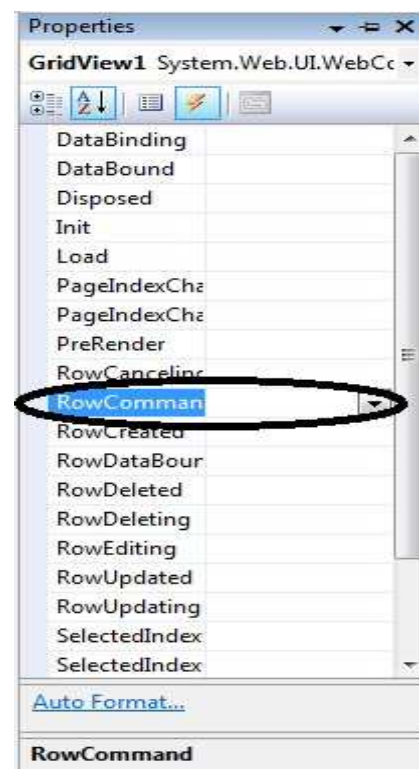 Properties
GridView1 System.Web.UI.WebCc
DataBinding
DataBound
Disposed
Init
Load
PageIndexCha
PageIndexCha
PreRender
RowCanceling
RowComman
RowCreated
RowDataBour
RowDeleted
RowDeleting
RowEditing
RowUpdated
RowUpdating
SelectedIndex
SelectedIndex
Auto Format...
RowCommand